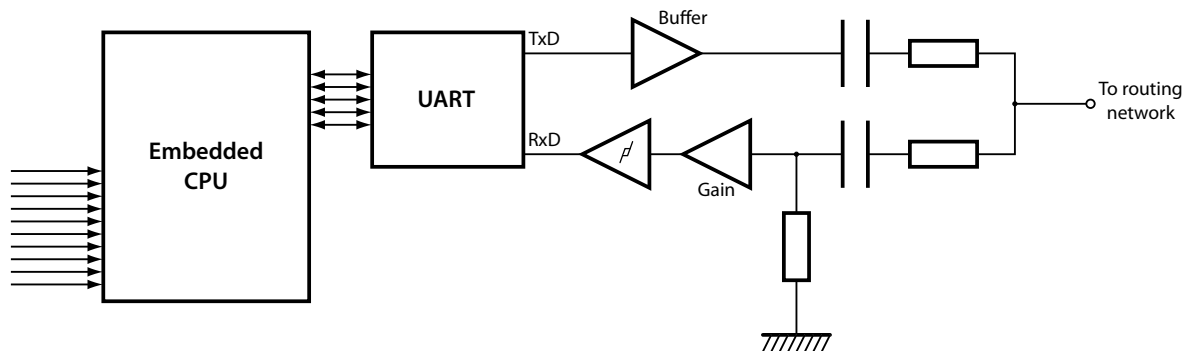 Buffer
TxD
UART
To routing
network
RxD
Embedded
CPU
Gain